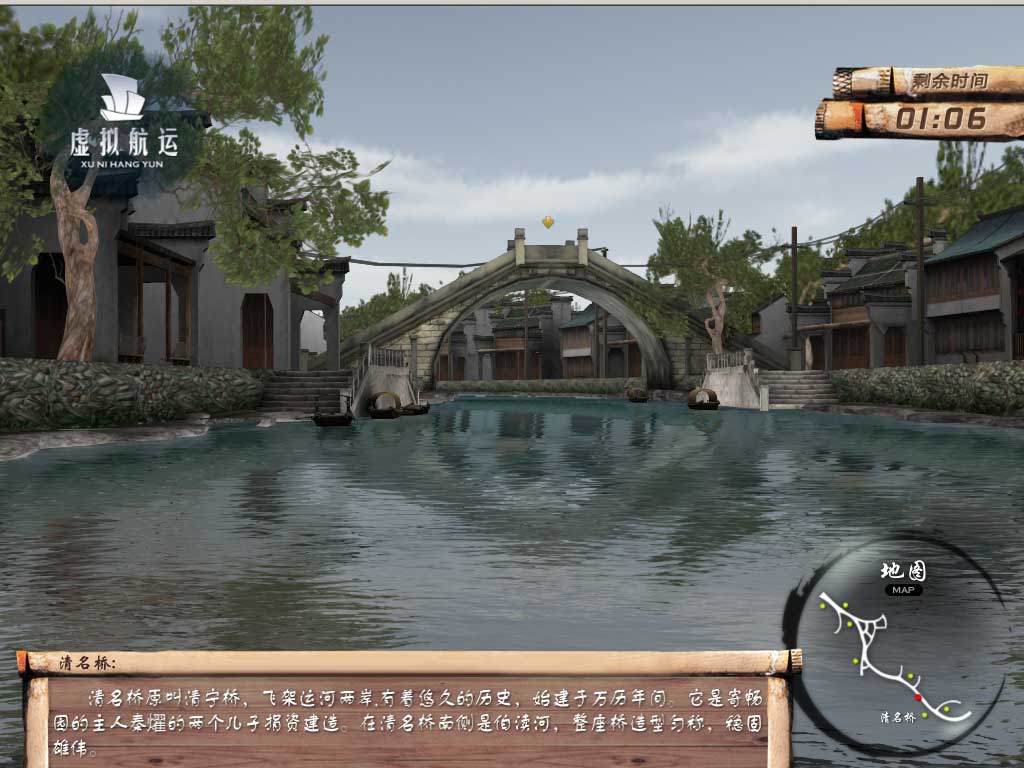 虚拟航运
XU NI HANG YUN
剩余时间
01:06
地图
MAP
清名桥
清名桥:
清名桥原叫清宁桥，飞架运河两岸，有着悠久的历史，始建于万历年间。它是寄畅
园的主人秦燿的两个儿子捐资建造。在清名桥南侧是伯渎河，整座桥造型匀称，稳固
雄伟。